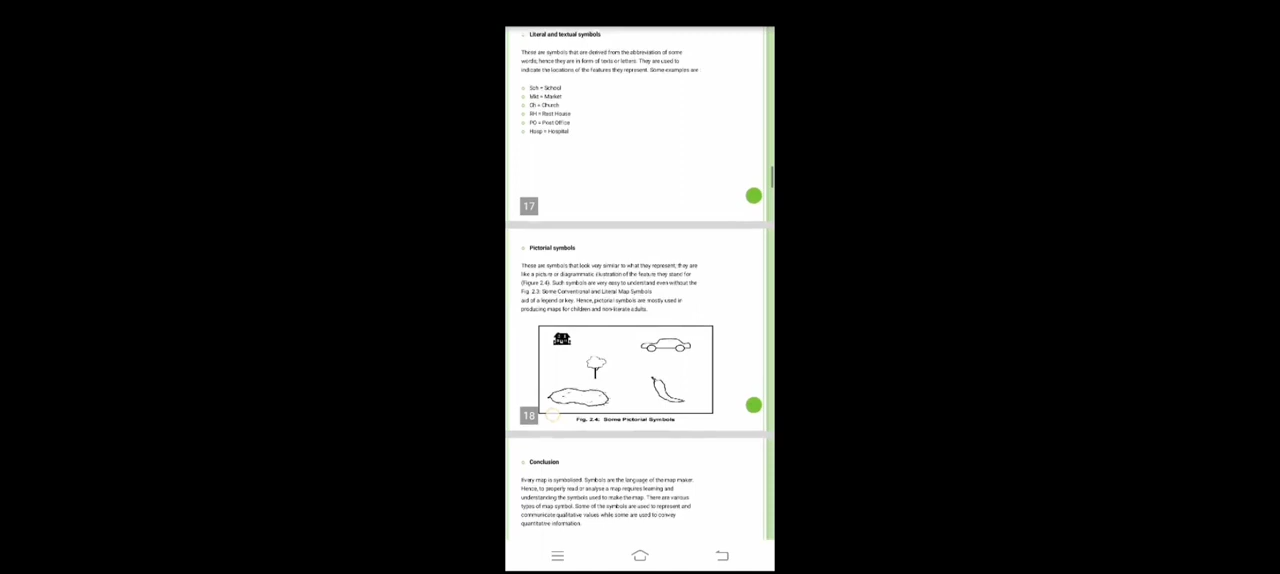 Literal and textual symbols
These are symbols that are derived from the abbreviation of some
words, hence they are in form of texts or letters. They are used to
indicate the locations of the features they represent. Some examples are
Sch = School
Mkt = Market
Ch = Church
RH = Rest House
PO = Post Office
Hosp = Hospital
17
Pictorial symbols
These are symbols that look very similar to what they represent, they are
like a picture or diagrammatic illustration of the feature they stand for
(Figure 2.4). Such symbols are very easy to understand even without the
Fig. 2.3: Some Conventional and Literal Map Symbols
aid of a legend or key. Hence, pictorial symbols are mostly used in
producing maps for children and non-literate adults.
18
Fig. 2.4: Some Pictorial Symbols
Conclusion
Every map is symbolised. Symbols are the language of the map maker.
Hence, to properly read or analyse a map requires learning and
understanding the symbols used to make the map. There are various
types of map symbol. Some of the symbols are used to represent and
communicate qualitative values while some are used to convey
quantitative information.